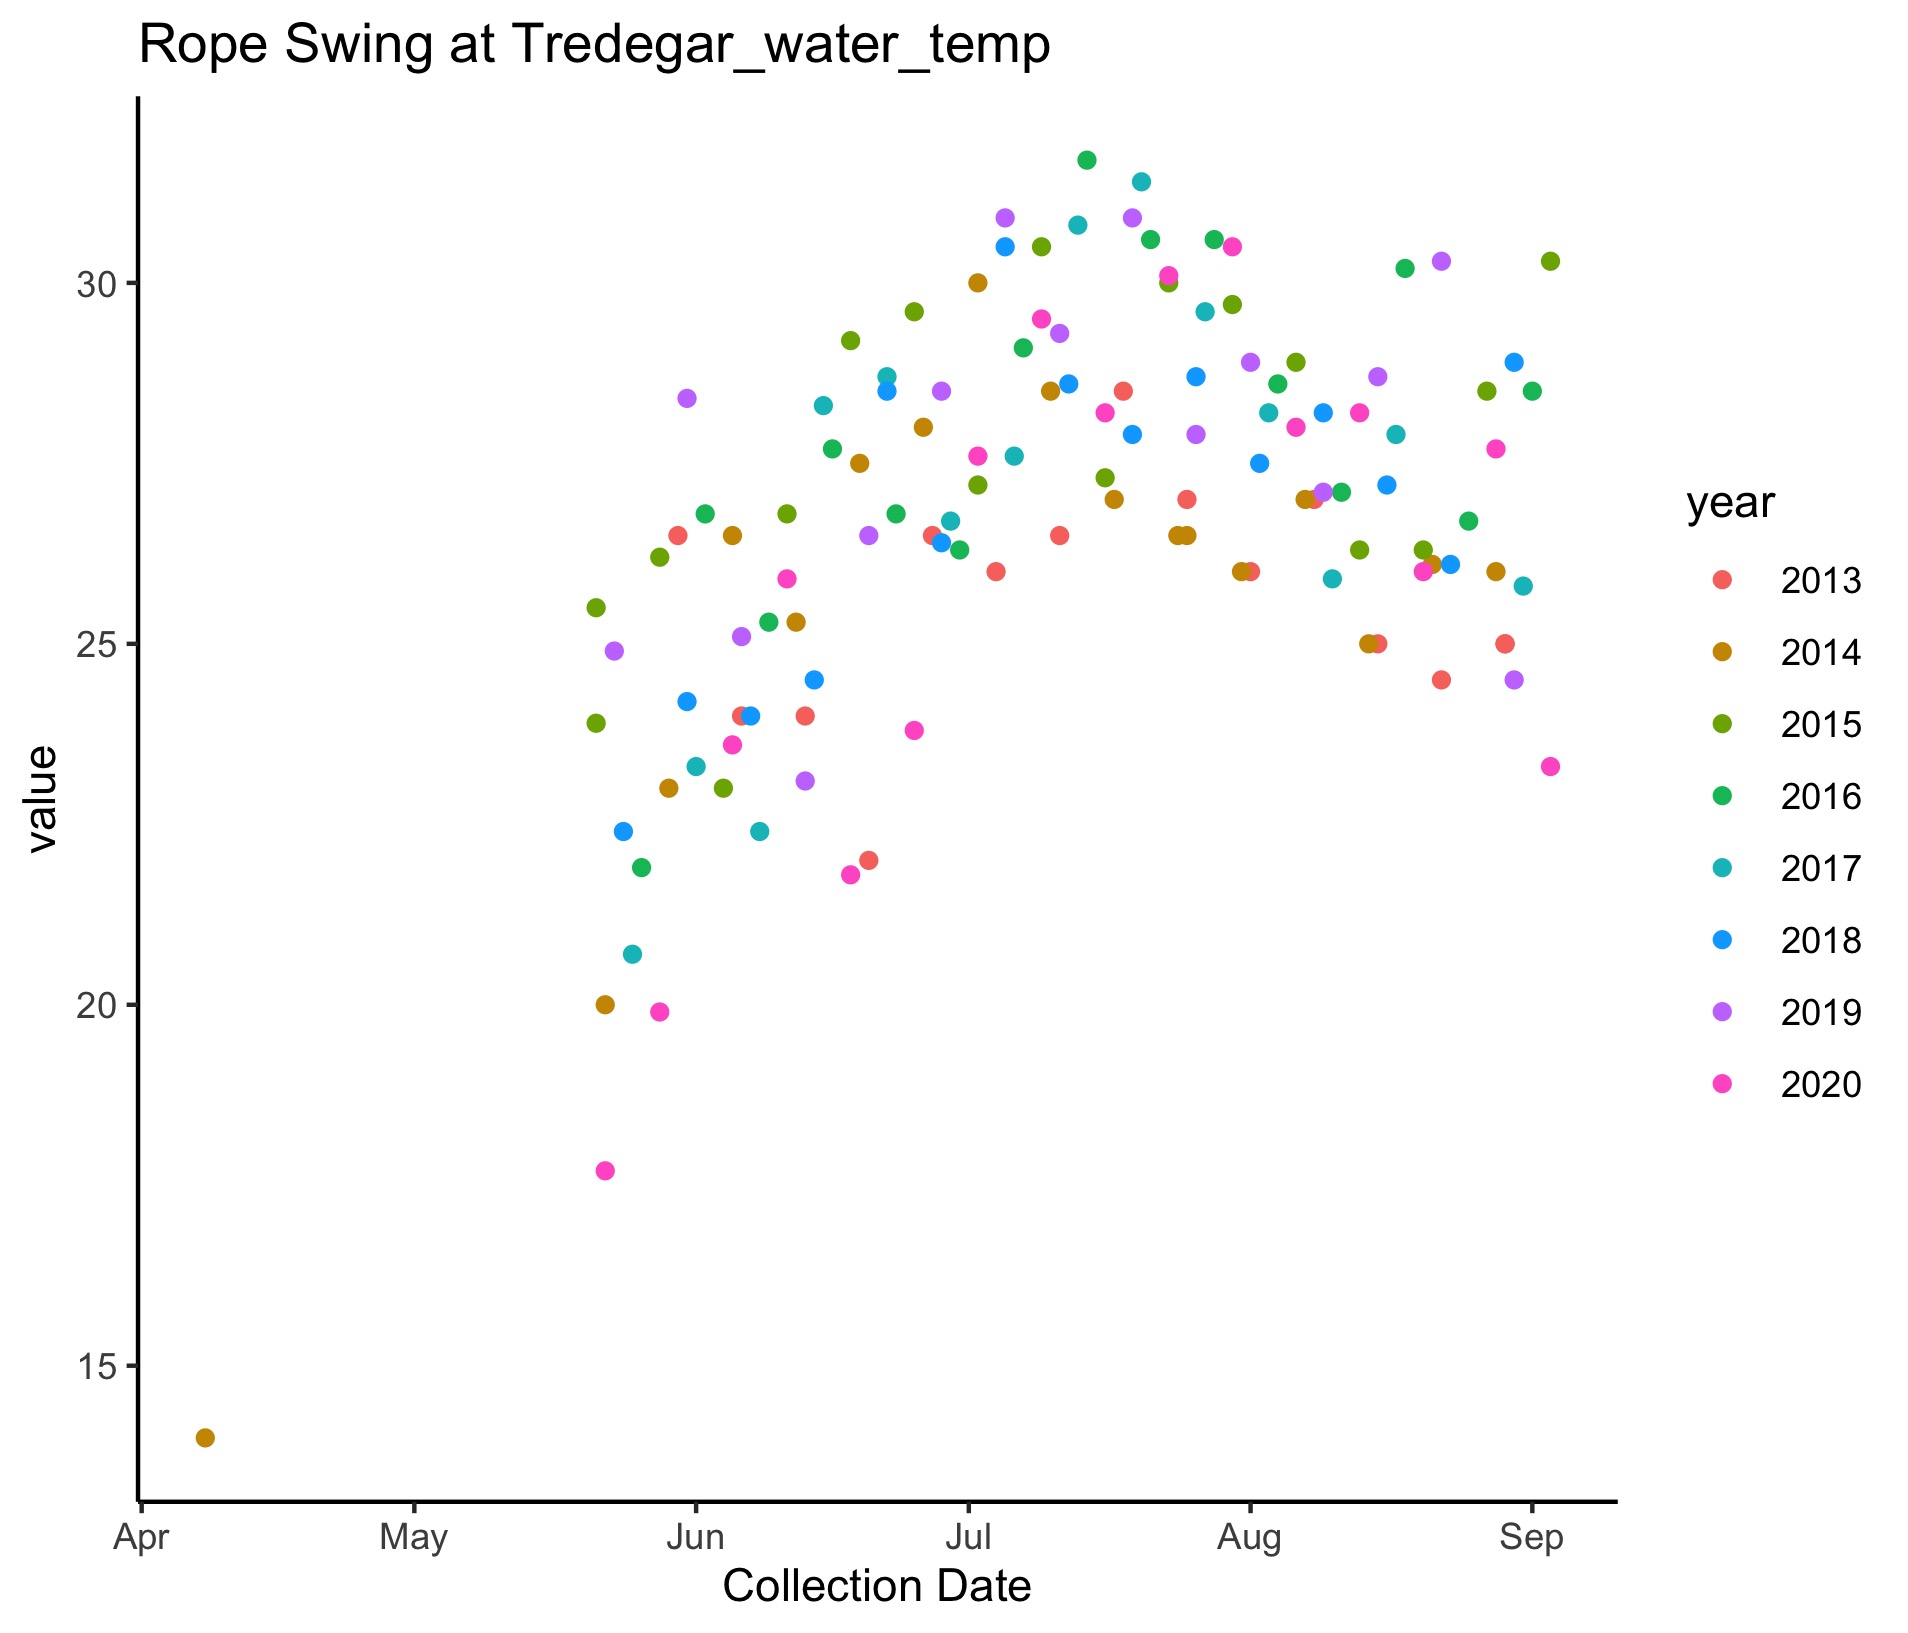 Rope Swing at Tredegar_water_temp
value
30
25
20
15
Apr May Jun Jul Aug Sep
Collection Date
year
2013
2014
2015
2016
2017
2018
2019
2020